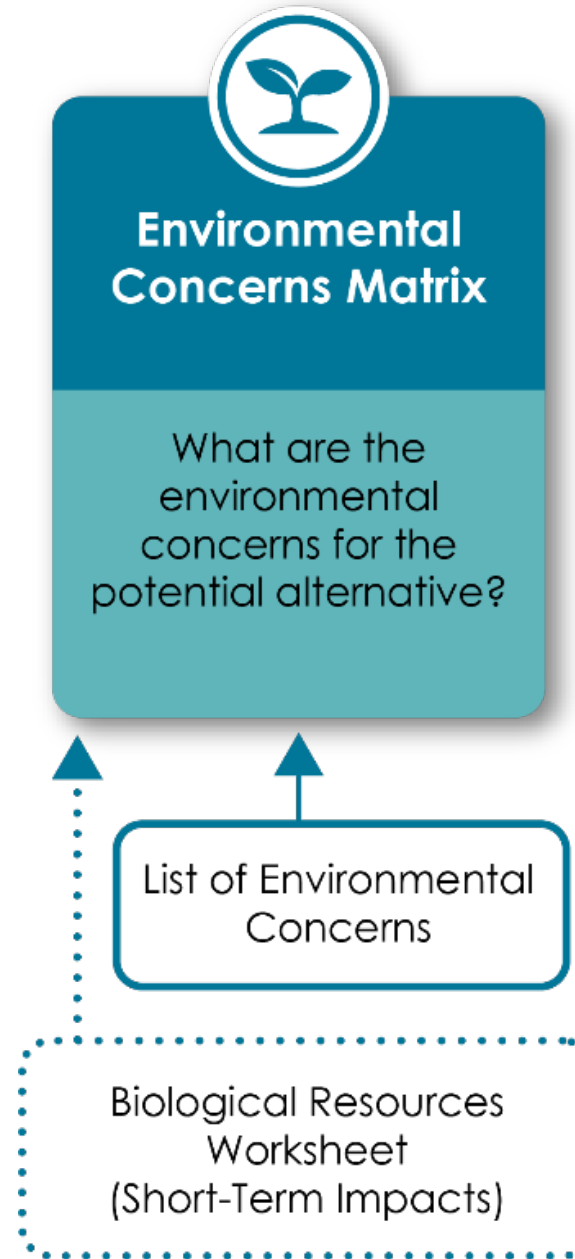 Environmental
Concerns Matrix
What are the
environmental
concerns for the
potential alternative?
List of Environmental
Concerns
Biological Resources
Worksheet
(Short-Term Impacts)